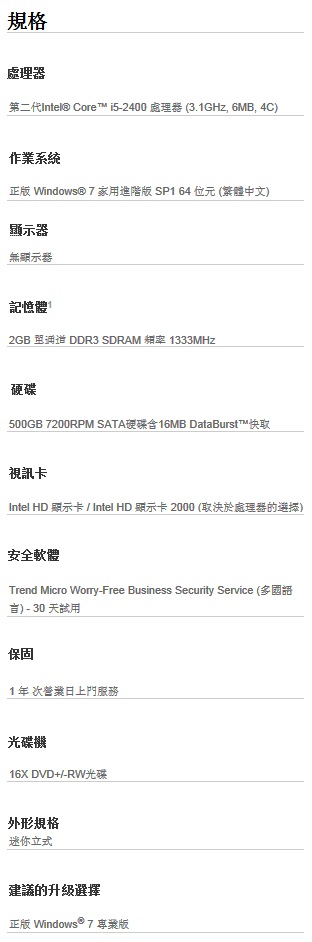 規格
處理器
第二代Intel® Core™ i5-2400 處理器 (3.1GHz, 6MB, 4C)
作業系統
正版 Windows® 7 家用進階版 SP1 64 位元 (繁體中文)
顯示器
無顯示器
記憶體1
2GB 單通道 DDR3 SDRAM 頻率 1333MHz
硬碟
500GB 7200RPM SATA硬碟含16MB DataBurst™快取
視訊卡
Intel HD 顯示卡 / Intel HD 顯示卡 2000 (取決於處理器的選擇)
安全軟體
Trend Micro Worry-Free Business Security Service (多國語
言) - 30 天試用
保固
1 年 次營業日上門服務
光碟機
16X DVD+/-RW光碟
外形規格
迷你立式
建議的升級選擇
正版 Windows® 7 專業版